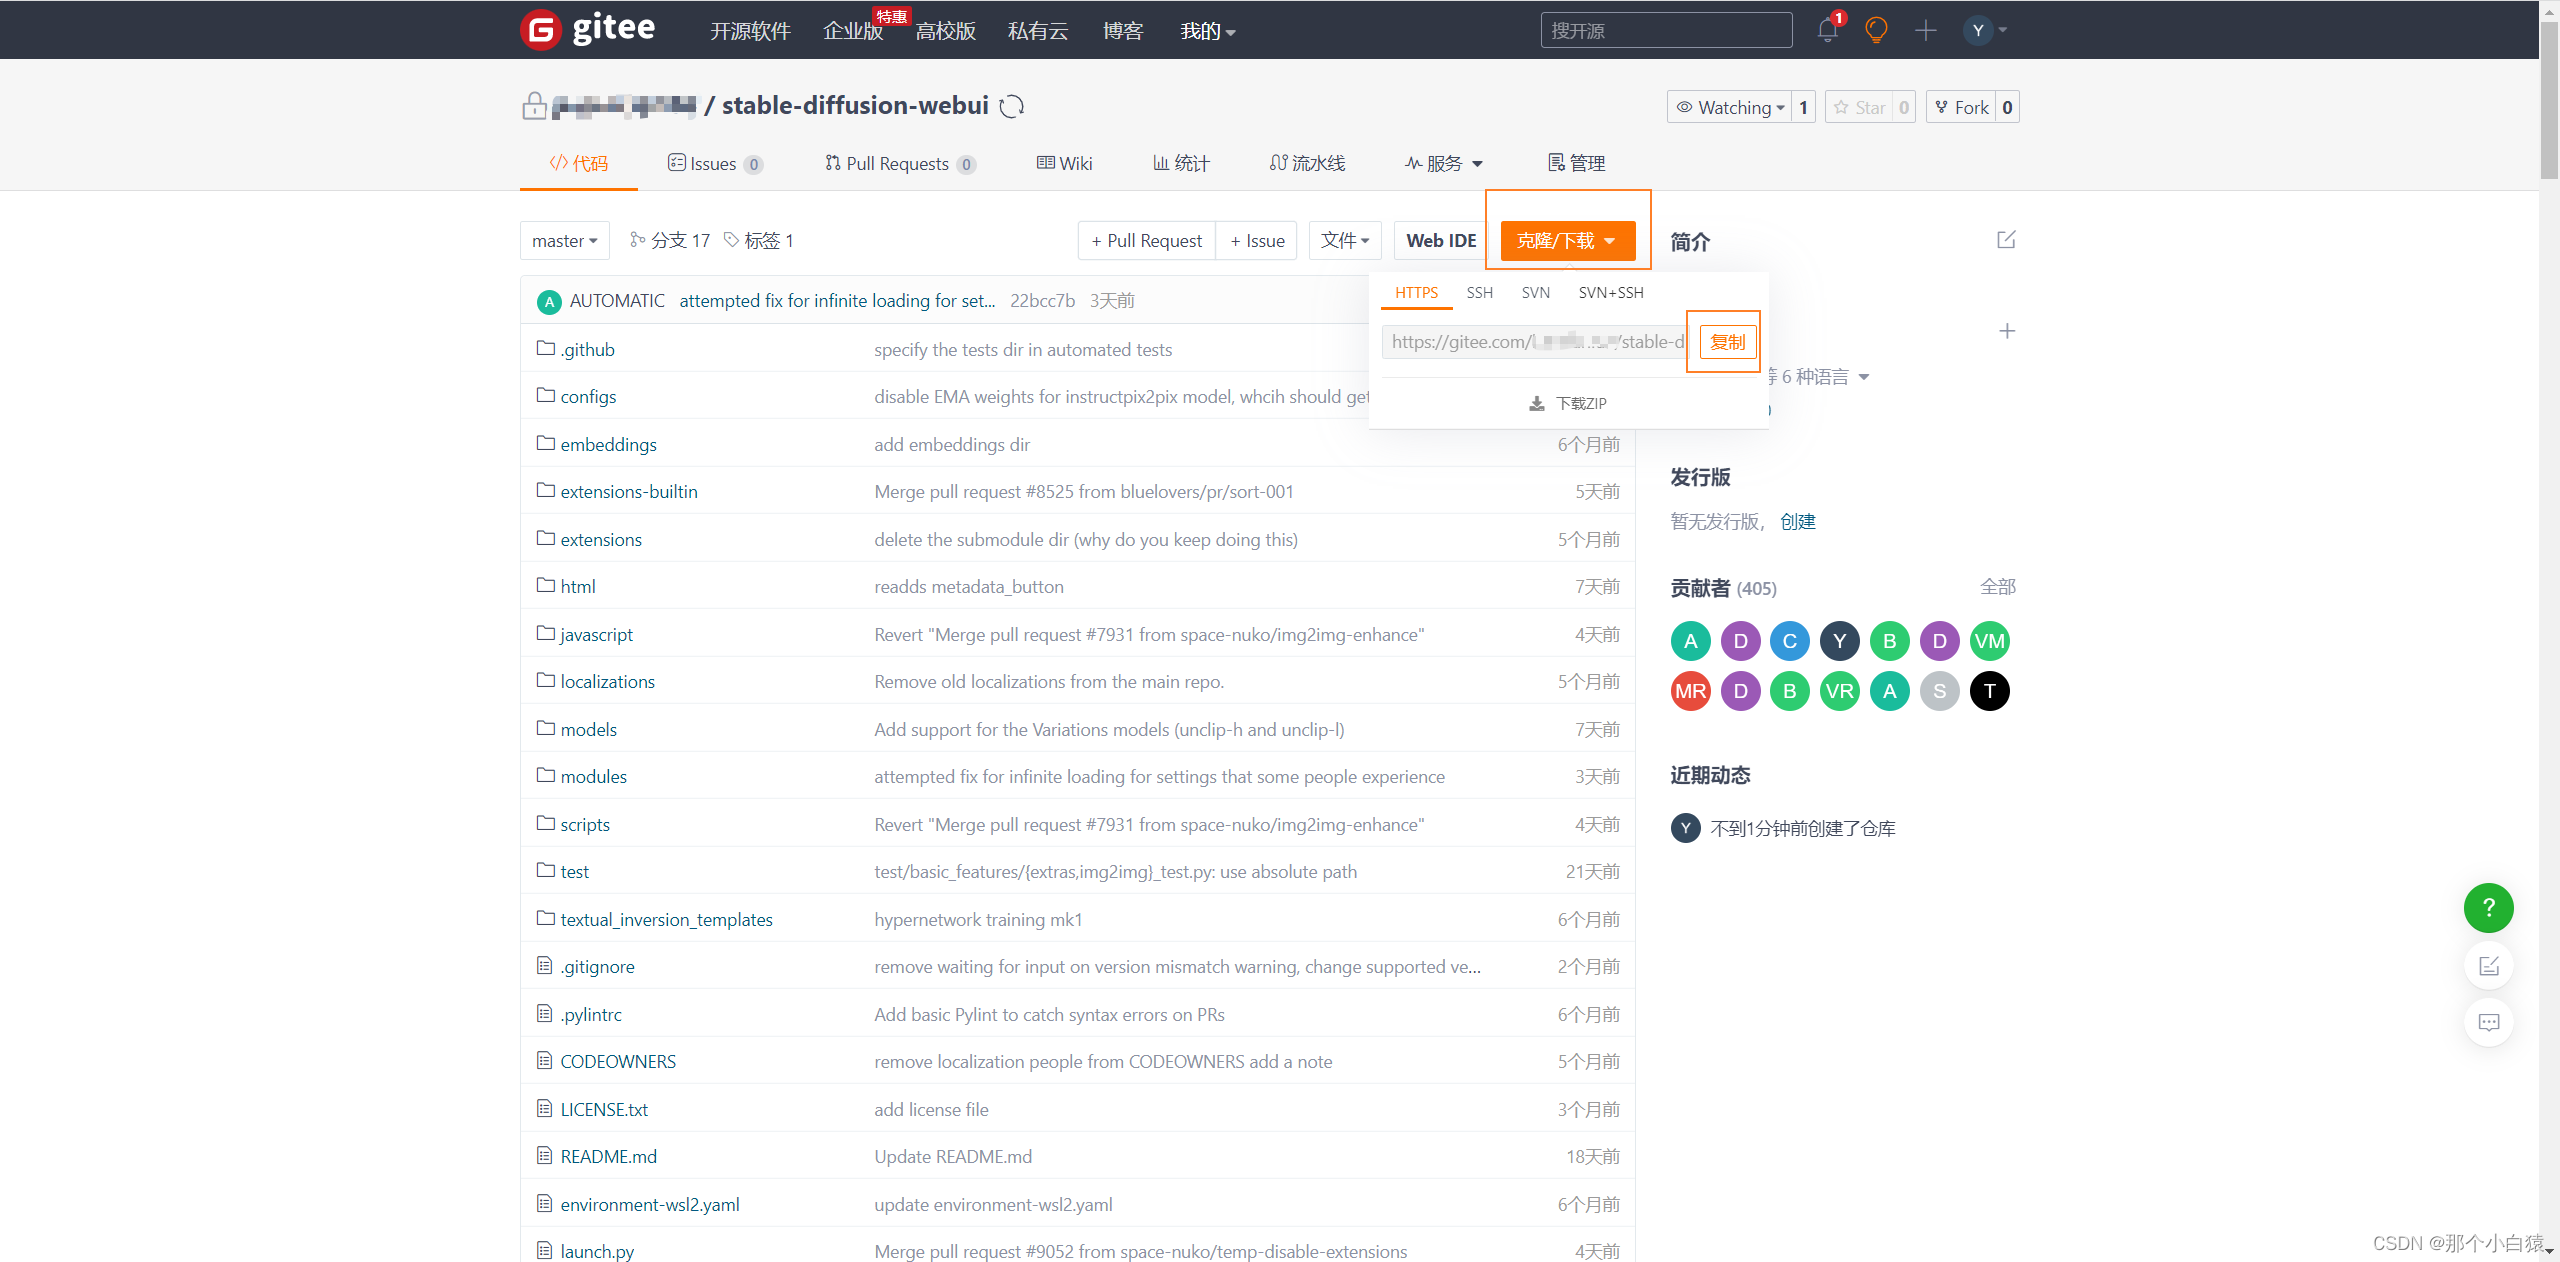 gitee 开源软件 企业版 特惠 高校版 私有云 博客 我的 搜开源 1 Y
/ stable-diffusion-webui
Watching 1 Star 0 Fork 0
代码 Issues 0 Pull Requests 0 Wiki 统计 流水线 服务 管理
master 分支 17 标签 1 + Pull Request + Issue 文件 Web IDE 克隆/下载
简介
HTTPS SSH SVN SVN+SSH
https://gitee.com/ /stable-d 复制
下载ZIP
等 6 种语言
A AUTOMATIC attempted fix for infinite loading for set... 22bcc7b 3天前
.github specify the tests dir in automated tests
configs disable EMA weights for instructpix2pix model, whcih should get
embeddings add embeddings dir 6个月前
extensions-builtin Merge pull request #8525 from bluelovers/pr/sort-001 5天前
extensions delete the submodule dir (why do you keep doing this) 5个月前
html readds metadata_button 7天前
javascript Revert "Merge pull request #7931 from space-nuko/img2img-enhance" 4天前
localizations Remove old localizations from the main repo. 5个月前
models Add support for the Variations models (unclip-h and unclip-l) 7天前
modules attempted fix for infinite loading for settings that some people experience 3天前
scripts Revert "Merge pull request #7931 from space-nuko/img2img-enhance" 4天前
test test/basic_features/{extras,img2img}_test.py: use absolute path 21天前
textual_inversion_templates hypernetwork training mk1 6个月前
.gitignore remove waiting for input on version mismatch warning, change supported ve... 2个月前
.pylintrc Add basic Pylint to catch syntax errors on PRs 6个月前
CODEOWNERS remove localization people from CODEOWNERS add a note 5个月前
LICENSE.txt add license file 3个月前
README.md Update README.md 18天前
environment-wsl2.yaml update environment-wsl2.yaml 6个月前
launch.py Merge pull request #9052 from space-nuko/temp-disable-extensions 4天前
发行版
暂无发行版， 创建
贡献者 (405) 全部
A D C Y B D VM
MR D B VR A S T
近期动态
Y 不到1分钟前创建了仓库
?
CSDN @那个小白猿